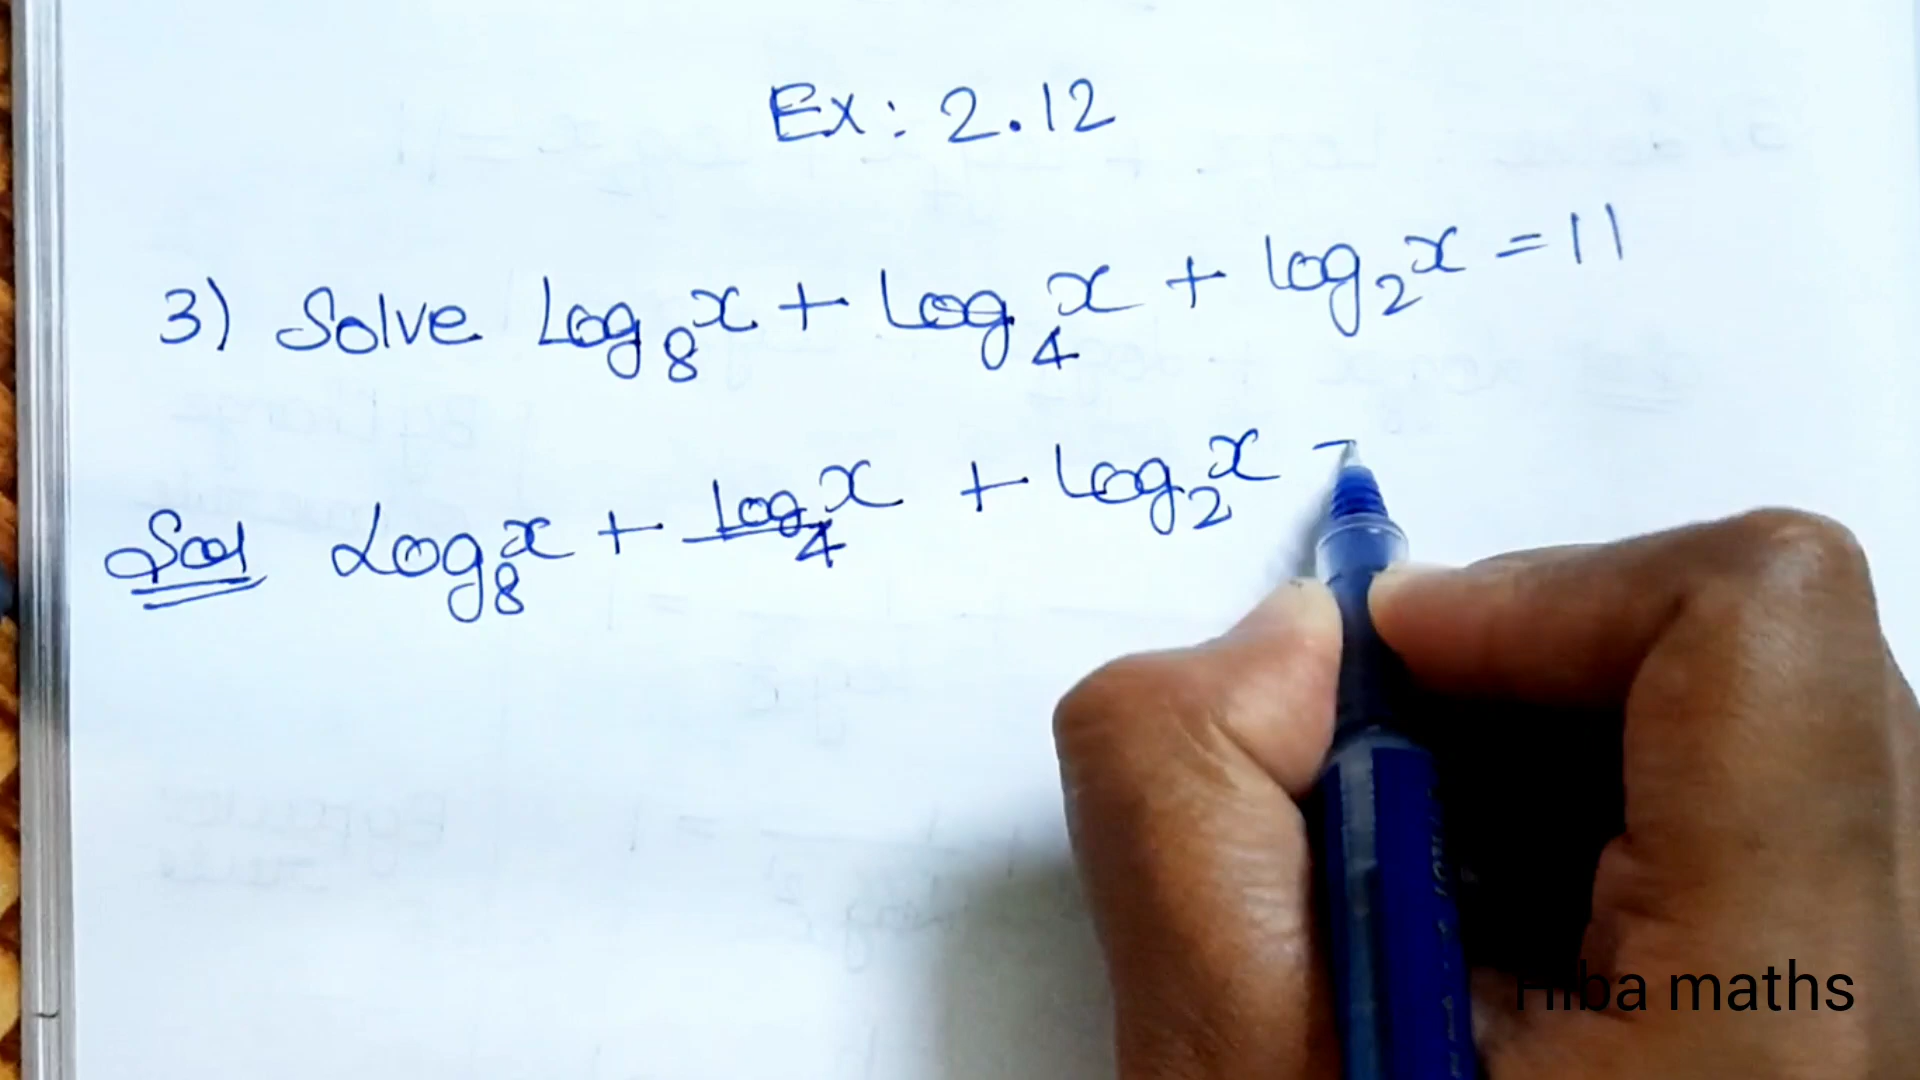 Ex: 2.12
3) Solve log₈x + log₄x + log₂x = 11
Sol log₈x + log₄x + log₂x =
Hiba maths